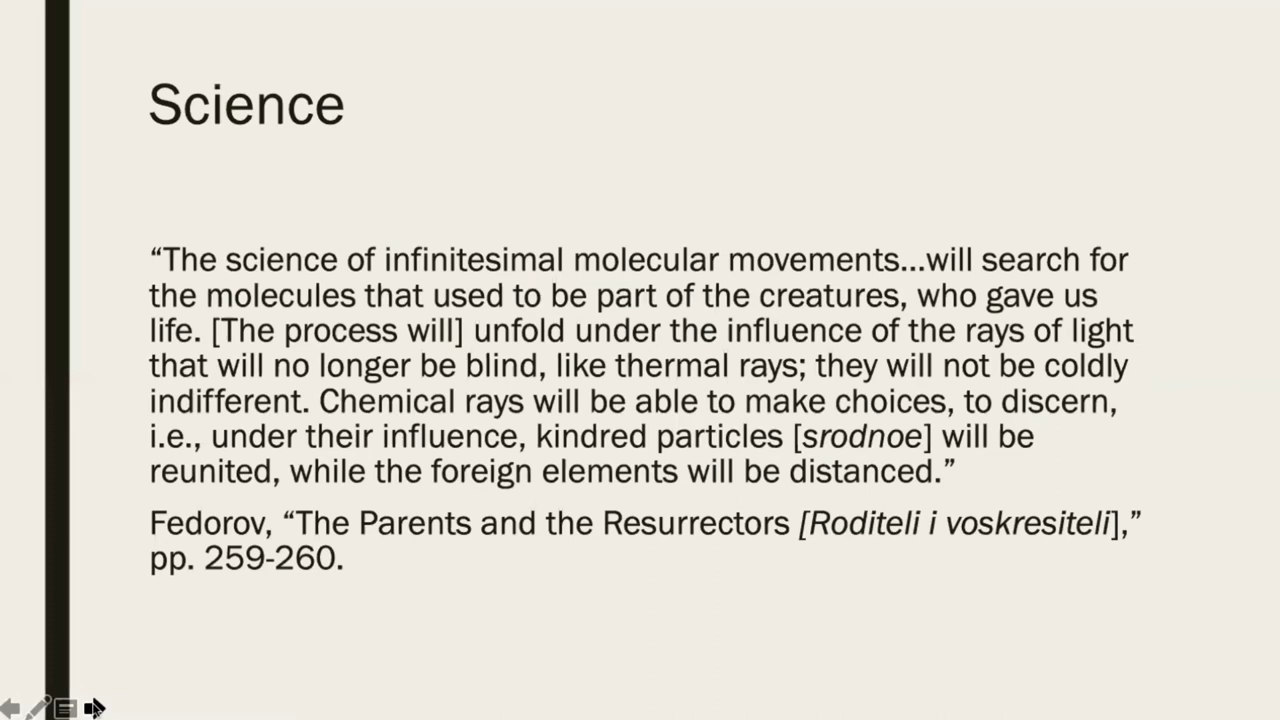 Science
“The science of infinitesimal molecular movements...will search for
the molecules that used to be part of the creatures, who gave us
life. [The process will] unfold under the influence of the rays of light
that will no longer be blind, like thermal rays; they will not be coldly
indifferent. Chemical rays will be able to make choices, to discern,
i.e., under their influence, kindred particles [srodnoe] will be
reunited, while the foreign elements will be distanced.”
Fedorov, “The Parents and the Resurrectors [Roditeli i voskresiteli],”
pp. 259-260.